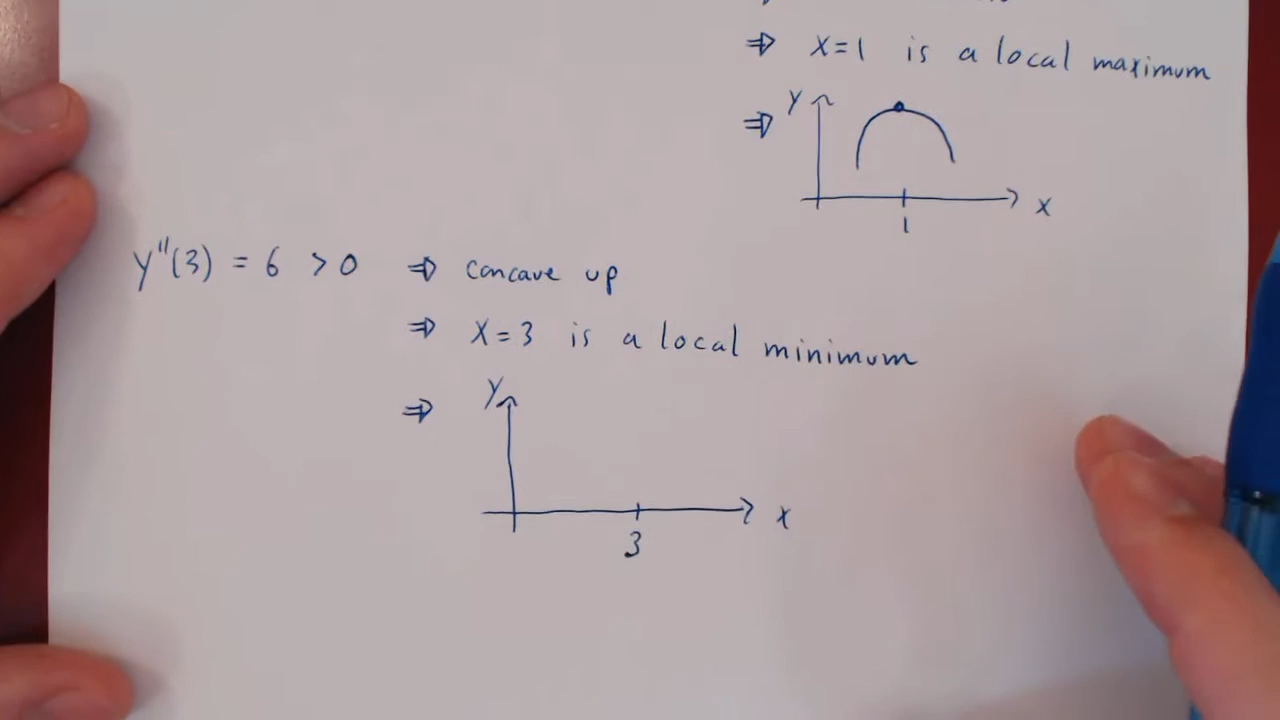 ⇒ x=1 is a local maximum
⇒ y
x
1
y''(3) = 6 > 0 ⇒ concave up
⇒ x=3 is a local minimum
⇒ y
x
3